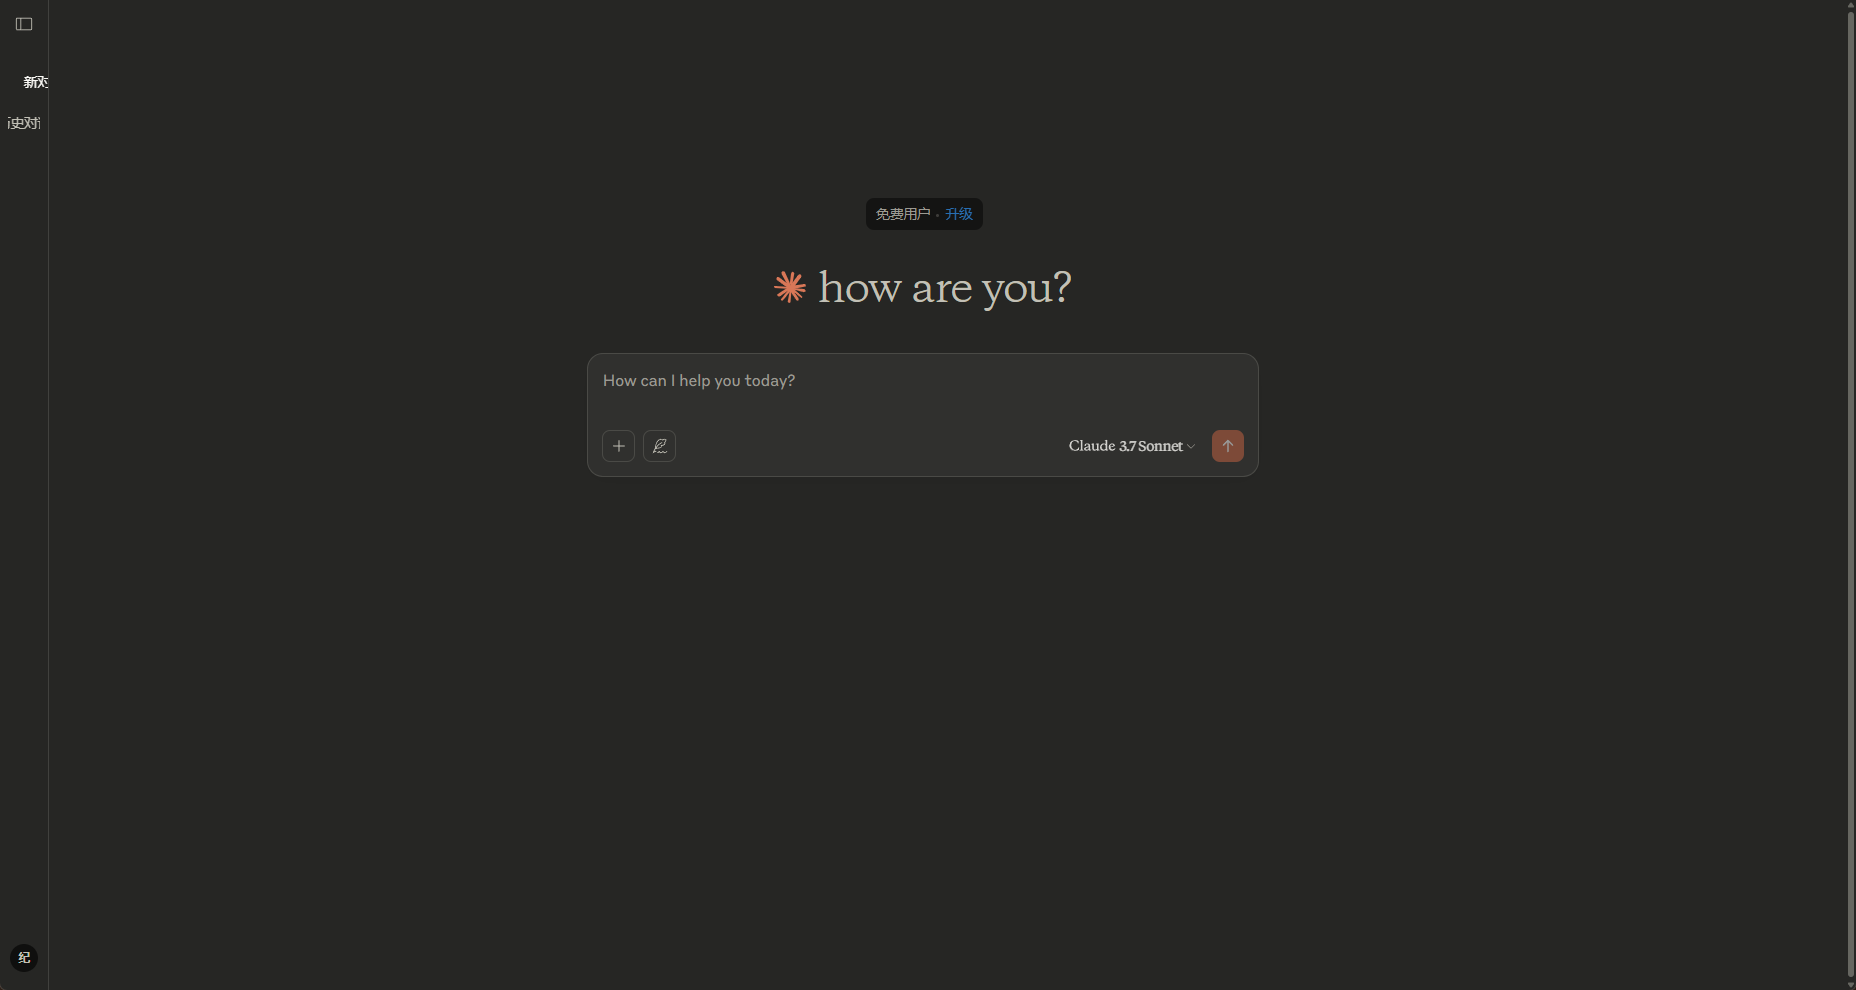 新对
史对
免费用户 · 升级
how are you?
How can I help you today?
Claude 3.7 Sonnet
纪